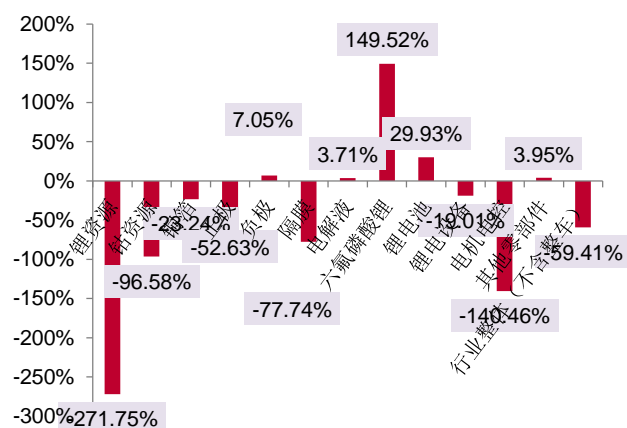 200%
150%
100%
50%
0%
-50%
-100%
-150%
-200%
-250%
-300%
149.52%
7.05%
3.71%
29.93%
3.95%
-23.24%
-52.63%
-19.01%
-59.41%
-96.58%
-77.74%
-140.46%
-271.75%
锂资源
钴资源
铜箔
正极
负极
隔膜
电解液
六氟磷酸锂
锂电池
锂电设备
电机电控
其他零部件
行业整体（不含整车）